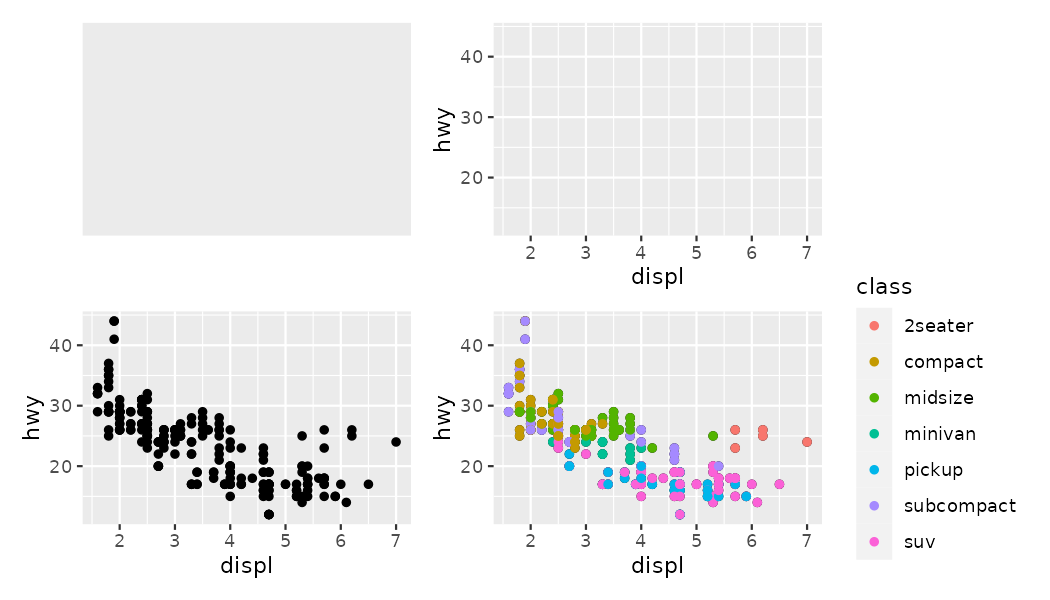 40
30
20
hwy
2 3 4 5 6 7
displ
40
30
20
hwy
2 3 4 5 6 7
displ
40
30
20
hwy
2 3 4 5 6 7
displ
class
2seater
compact
midsize
minivan
pickup
subcompact
suv